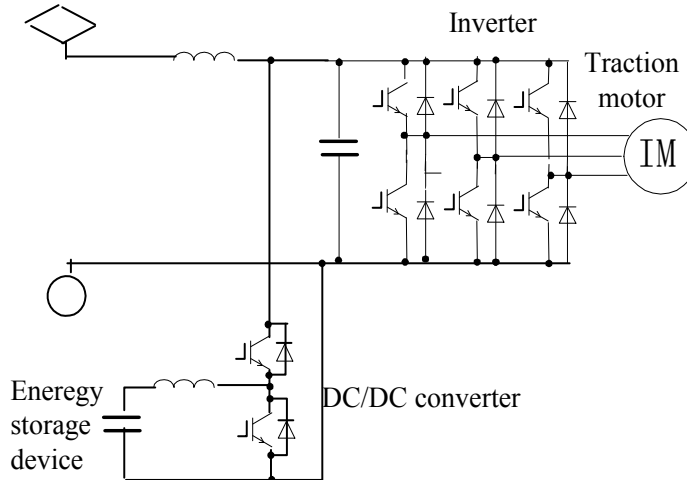 Inverter
Traction
motor
IM
DC/DC converter
Eneregy
storage
device